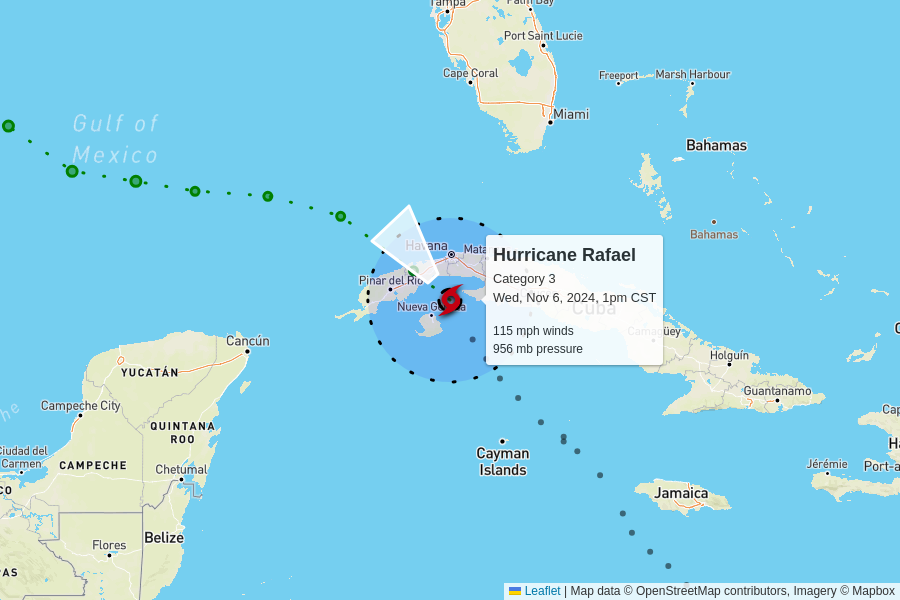 Tampa
Palm Bay
Port Saint Lucie
Cape Coral
Freeport
Marsh Harbour
Miami
Gulf of
Mexico
Bahamas
Bahamas
Havana
Mata
Hurricane Rafael
Category 3
Wed, Nov 6, 2024, 1pm CST
115 mph winds
956 mb pressure
Pinar del Río
Nueva Gerona
Cuba
Camagüey
Cancún
Holguín
YUCATÁN
Guantanamo
Campeche City
QUINTANA
ROO
Cayman
Islands
Ciudad del
Carmen
CAMPECHE
Chetumal
Jérémie
Port-a
Jamaica
Flores
Belize
Leaflet | Map data © OpenStreetMap contributors, Imagery © Mapbox